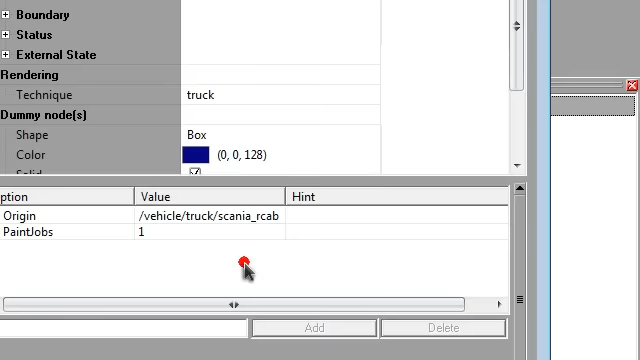 Boundary
Status
External State
Rendering
Technique truck
Dummy node(s)
Shape Box
Color (0, 0, 128)
Solid
ption Value Hint
Origin /vehicle/truck/scania_rcab
PaintJobs 1
Add Delete